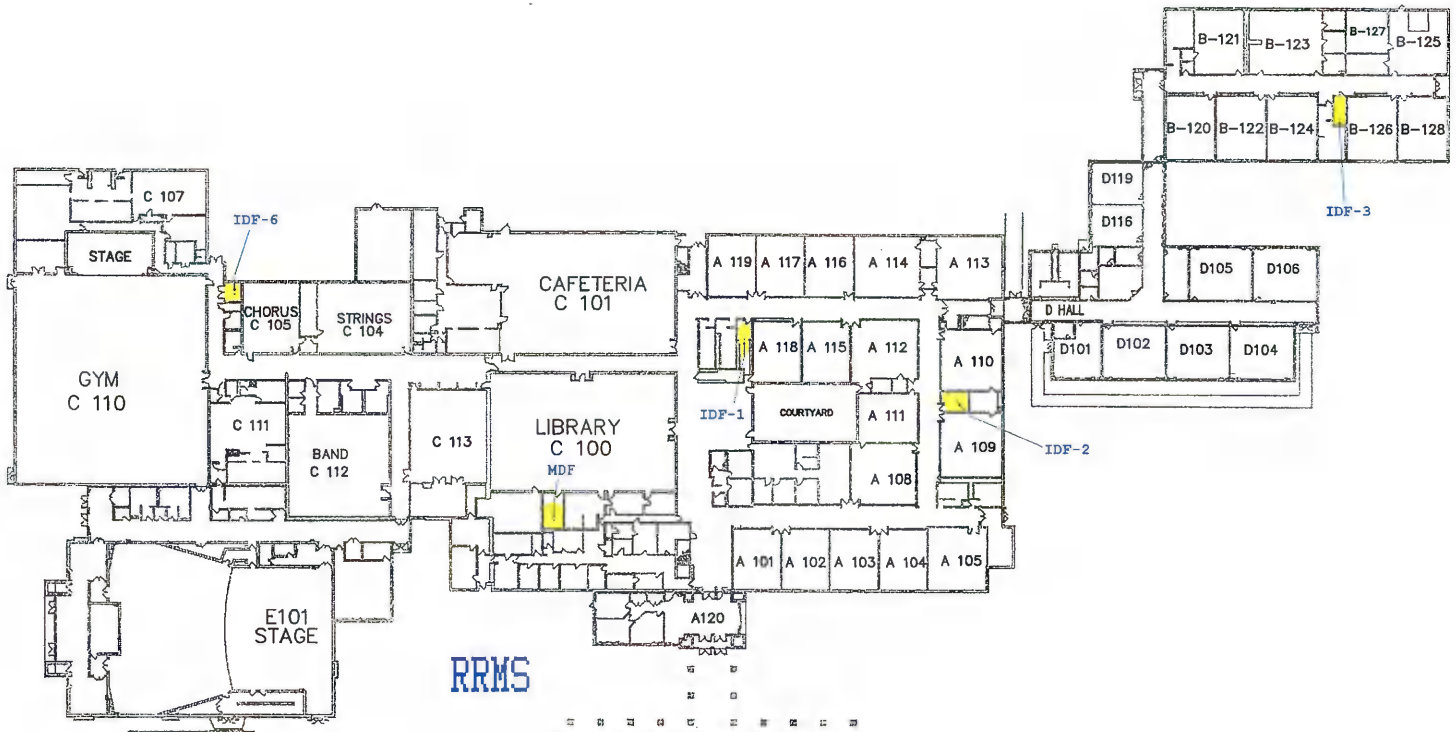 B-121
B-123
B-127
B-125
B-120
B-122
B-124
B-126
B-128
IDF-3
C 107
IDF-6
STAGE
D119
D116
D105
D106
D HALL
D101
D102
D103
D104
A 119
A 117
A 116
A 114
A 113
CAFETERIA
C 101
CHORUS
C 105
STRINGS
C 104
A 118
A 115
A 112
A 110
GYM
C 110
IDF-1
COURTYARD
A 111
IDF-2
A 109
C 111
BAND
C 112
C 113
LIBRARY
C 100
MDF
A 108
A 101
A 102
A 103
A 104
A 105
A120
E101
STAGE
RRMS